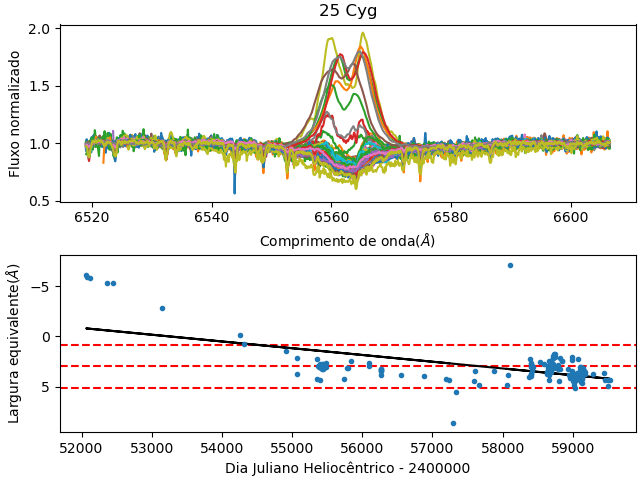 25 Cyg
2.0
1.5
1.0
0.5
Fluxo normalizado
6520 6540 6560 6580 6600
Comprimento de onda(Å)
−5
0
5
Largura equivalente(Å)
52000 53000 54000 55000 56000 57000 58000 59000
Dia Juliano Heliocêntrico - 2400000